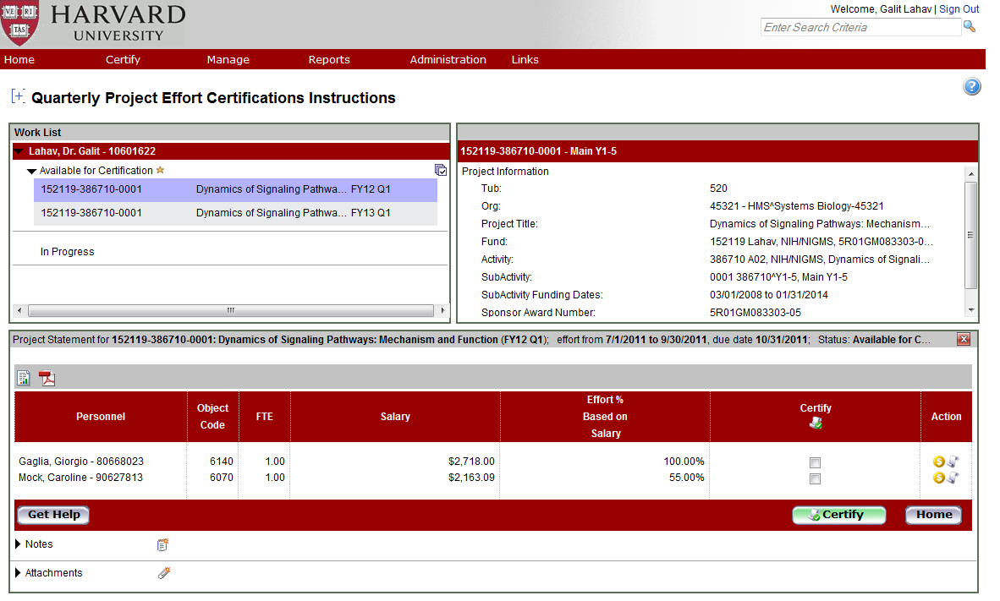 VE RI TAS
HARVARD
UNIVERSITY
Welcome, Galit Lahav | Sign Out
Enter Search Criteria
Home Certify Manage Reports Administration Links
[+] Quarterly Project Effort Certifications Instructions
?
Work List
Lahav, Dr. Galit - 10601622
Available for Certification
152119-386710-0001 Dynamics of Signaling Pathwa... FY12 Q1
152119-386710-0001 Dynamics of Signaling Pathwa... FY13 Q1
In Progress
152119-386710-0001 - Main Y1-5
Project Information
Tub: 520
Org: 45321 - HMS^Systems Biology-45321
Project Title: Dynamics of Signaling Pathways: Mechanism...
Fund: 152119 Lahav, NIH/NIGMS, 5R01GM083303-0...
Activity: 386710 A02, NIH/NIGMS, Dynamics of Signali...
SubActivity: 0001 386710^Y1-5, Main Y1-5
SubActivity Funding Dates: 03/01/2008 to 01/31/2014
Sponsor Award Number: 5R01GM083303-05
Project Statement for 152119-386710-0001: Dynamics of Signaling Pathways: Mechanism and Function (FY12 Q1); effort from 7/1/2011 to 9/30/2011, due date 10/31/2011; Status: Available for C...
Personnel Object Code FTE Salary Effort % Based on Salary Certify Action
Gaglia, Giorgio - 80668023 6140 1.00 $2,718.00 100.00%
Mock, Caroline - 90627813 6070 1.00 $2,163.09 55.00%
Get Help Certify Home
Notes
Attachments